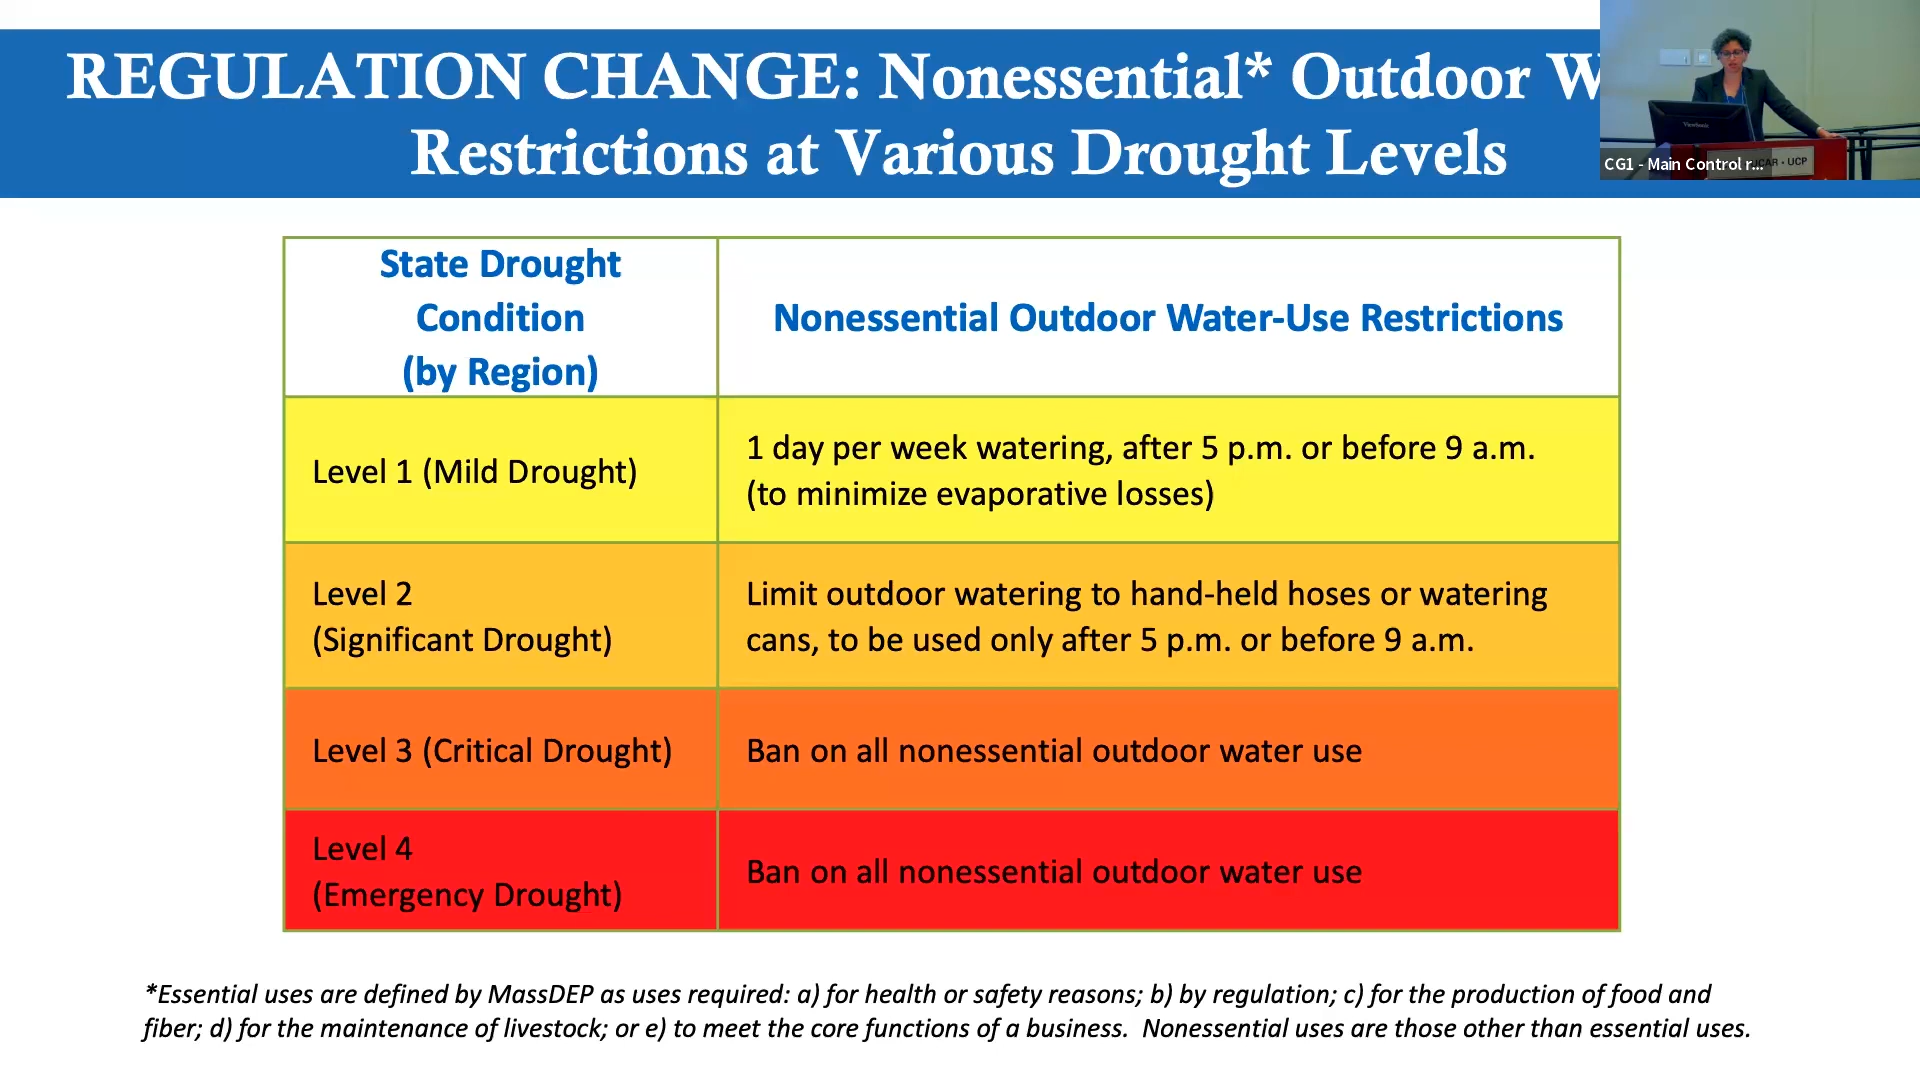 REGULATION CHANGE: Nonessential* Outdoor W
Restrictions at Various Drought Levels
CG1 - Main Control r...
UCAR • UCP
ViewSonic
State Drought
Condition
(by Region)
Nonessential Outdoor Water-Use Restrictions
Level 1 (Mild Drought)
1 day per week watering, after 5 p.m. or before 9 a.m.
(to minimize evaporative losses)
Level 2
(Significant Drought)
Limit outdoor watering to hand-held hoses or watering
cans, to be used only after 5 p.m. or before 9 a.m.
Level 3 (Critical Drought)
Ban on all nonessential outdoor water use
Level 4
(Emergency Drought)
Ban on all nonessential outdoor water use
*Essential uses are defined by MassDEP as uses required: a) for health or safety reasons; b) by regulation; c) for the production of food and
fiber; d) for the maintenance of livestock; or e) to meet the core functions of a business. Nonessential uses are those other than essential uses.